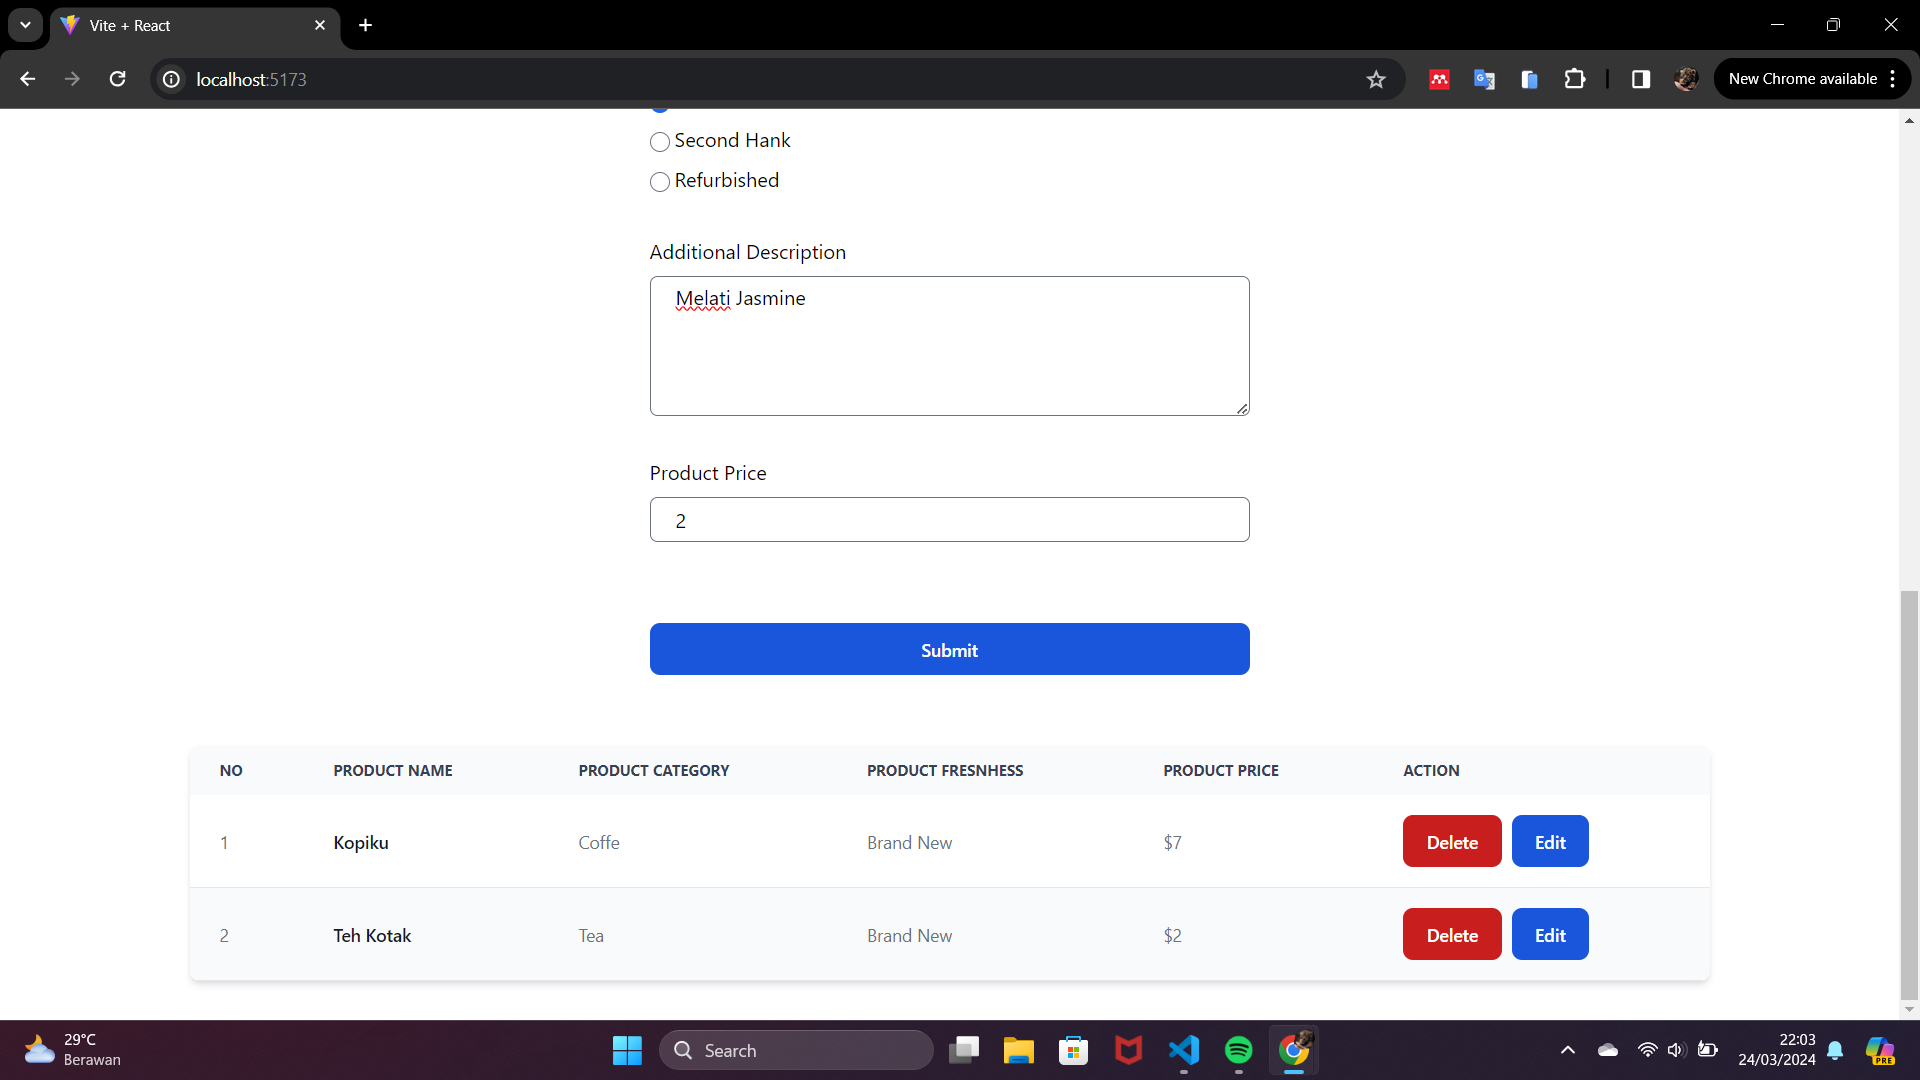 Vite + React
localhost:5173
New Chrome available
Second Hank
Refurbished
Additional Description
Melati Jasmine
Product Price
2
Submit
NO PRODUCT NAME PRODUCT CATEGORY PRODUCT FRESNHESS PRODUCT PRICE ACTION
1 Kopiku Coffe Brand New $7 Delete Edit
2 Teh Kotak Tea Brand New $2 Delete Edit
29°C
Berawan
Search
22:03
24/03/2024
PRE